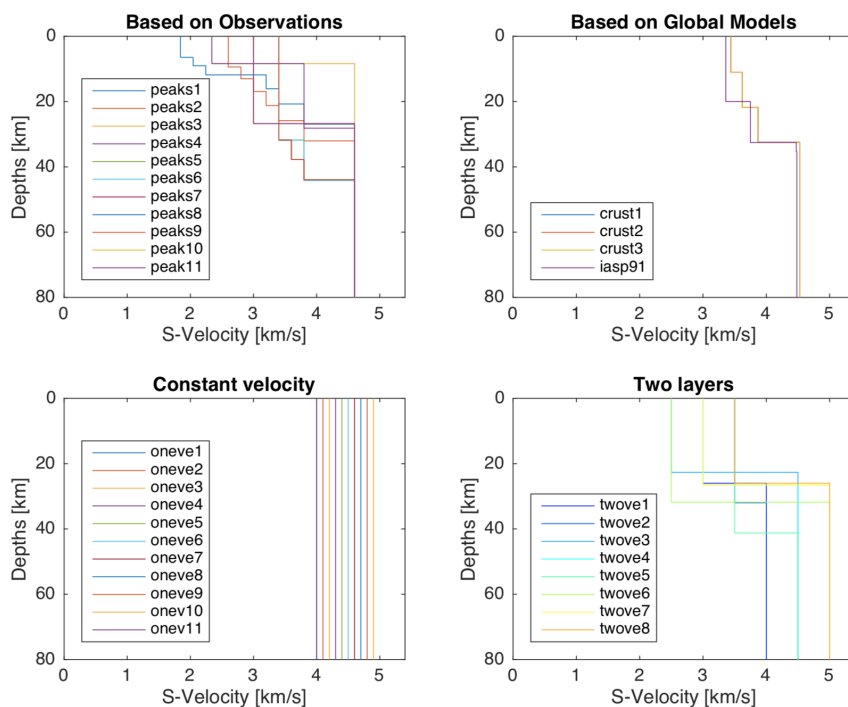 Based on Observations
0
20
40
60
80
Depths [km]
peaks1
peaks2
peaks3
peaks4
peaks5
peaks6
peaks7
peaks8
peaks9
peak10
peak11
0 1 2 3 4 5
S-Velocity [km/s]
Based on Global Models
0
20
40
60
80
Depths [km]
crust1
crust2
crust3
iasp91
0 1 2 3 4 5
S-Velocity [km/s]
Constant velocity
0
20
40
60
80
Depths [km]
oneve1
oneve2
oneve3
oneve4
oneve5
oneve6
oneve7
oneve8
oneve9
onev10
onev11
0 1 2 3 4 5
S-Velocity [km/s]
Two layers
0
20
40
60
80
Depths [km]
twove1
twove2
twove3
twove4
twove5
twove6
twove7
twove8
0 1 2 3 4 5
S-Velocity [km/s]